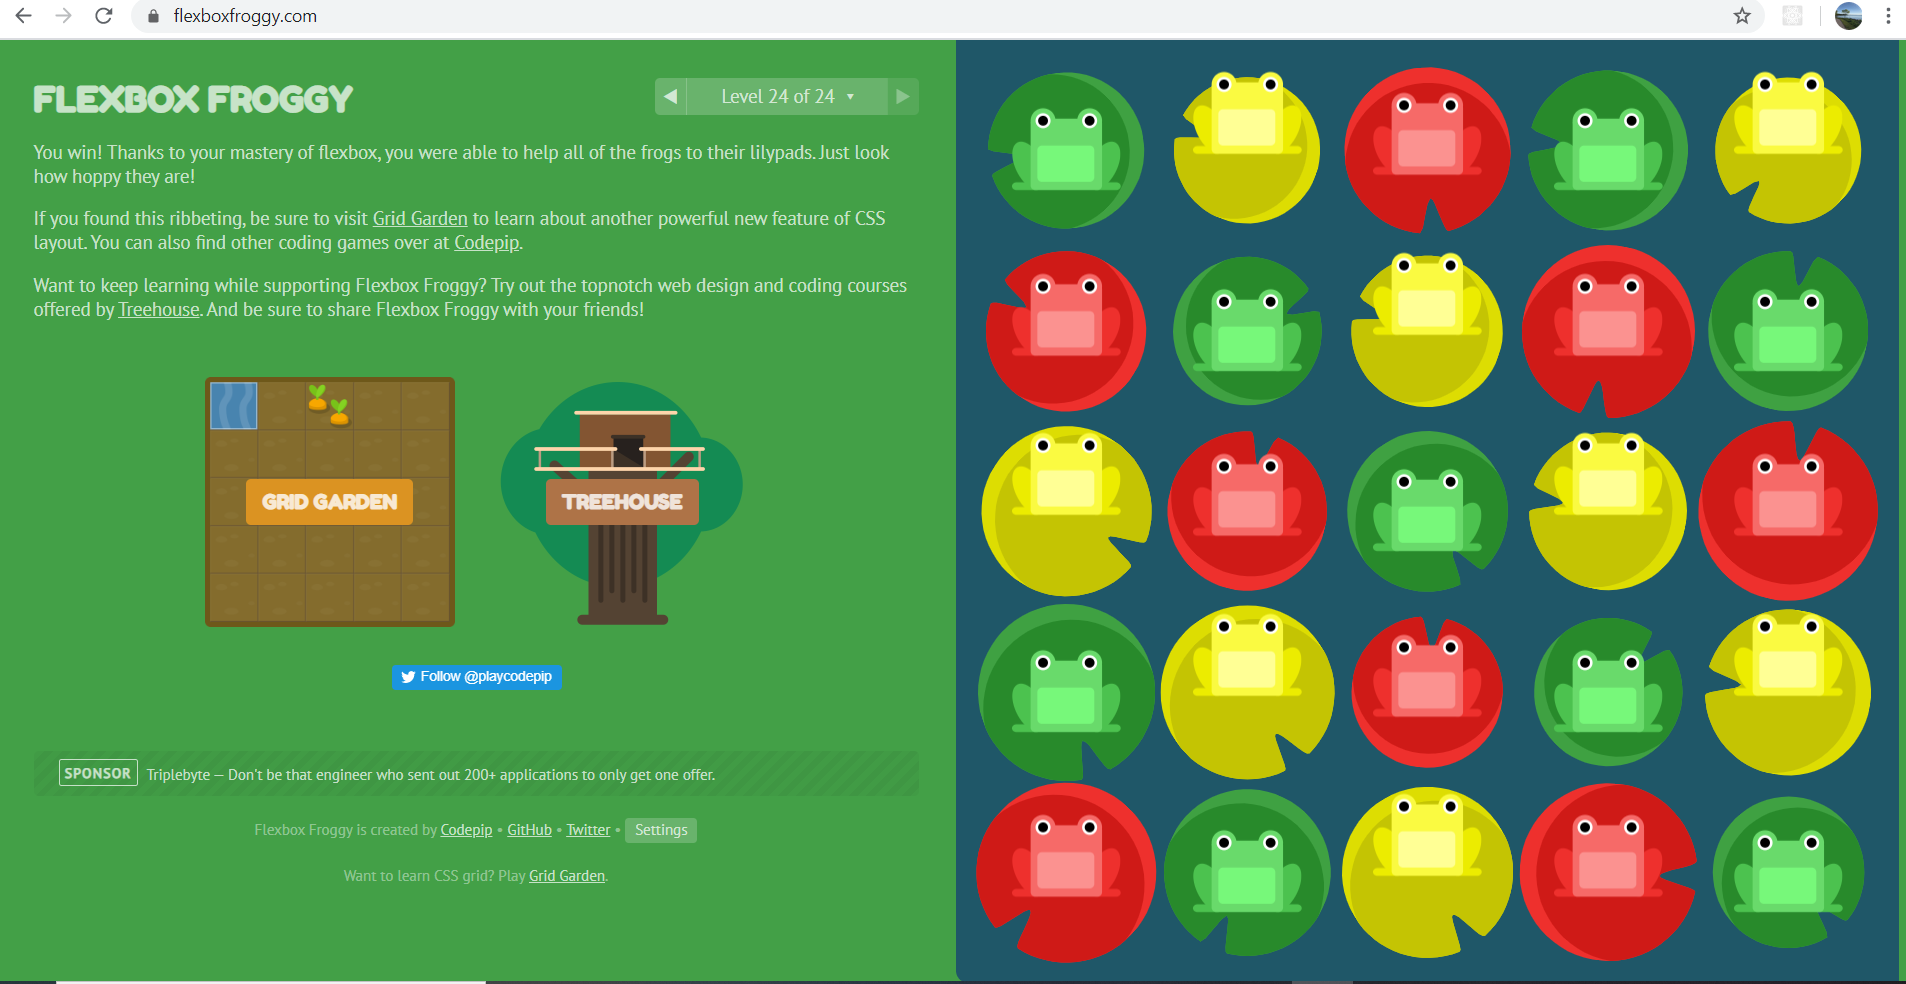 flexboxfroggy.com
FLEXBOX FROGGY
Level 24 of 24
You win! Thanks to your mastery of flexbox, you were able to help all of the frogs to their lilypads. Just look
how hoppy they are!
If you found this ribbeting, be sure to visit Grid Garden to learn about another powerful new feature of CSS
layout. You can also find other coding games over at Codepip.
Want to keep learning while supporting Flexbox Froggy? Try out the topnotch web design and coding courses
offered by Treehouse. And be sure to share Flexbox Froggy with your friends!
GRID GARDEN
TREEHOUSE
Follow @playcodepip
SPONSOR Triplebyte — Don't be that engineer who sent out 200+ applications to only get one offer.
Flexbox Froggy is created by Codepip • GitHub • Twitter • Settings
Want to learn CSS grid? Play Grid Garden.